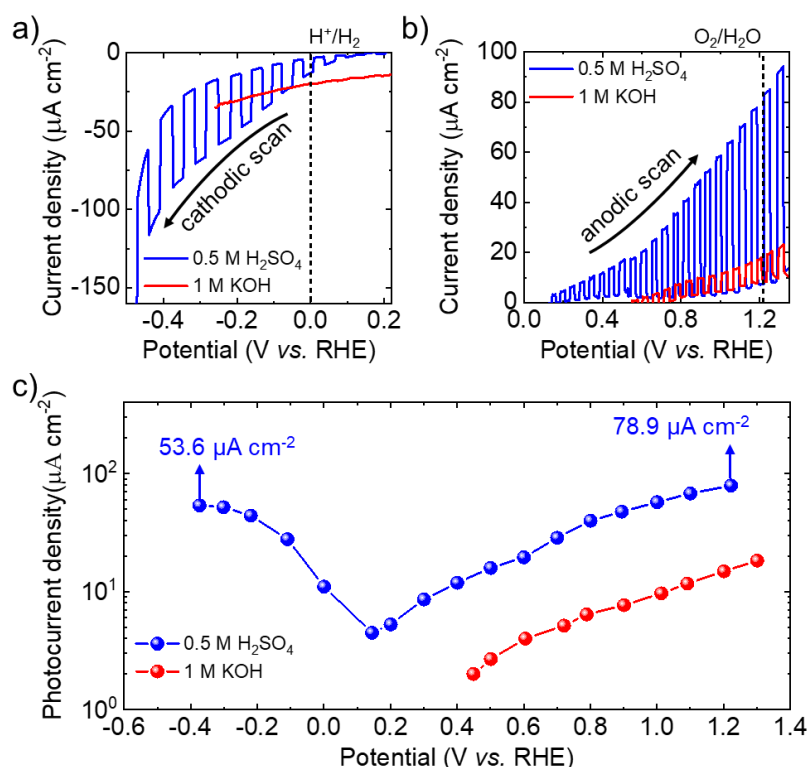 a)
H⁺/H₂
0
-50
-100
-150
Current density (µA cm⁻²)
cathodic scan
0.5 M H₂SO₄
1 M KOH
-0.4 -0.2 0.0 0.2
Potential (V vs. RHE)
b)
O₂/H₂O
100
80
60
40
20
0
Current density (µA cm⁻²)
0.5 M H₂SO₄
1 M KOH
anodic scan
0.0 0.4 0.8 1.2
Potential (V vs. RHE)
c)
53.6 µA cm⁻²
78.9 µA cm⁻²
10²
10¹
10⁰
Photocurrent density(µA cm⁻²)
0.5 M H₂SO₄
1 M KOH
-0.6 -0.4 -0.2 0.0 0.2 0.4 0.6 0.8 1.0 1.2 1.4
Potential (V vs. RHE)